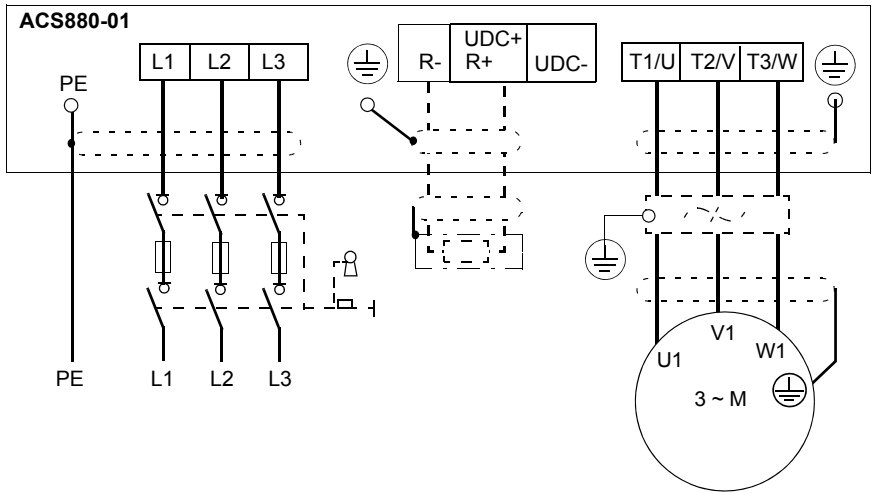 ACS880-01
L1 L2 L3
R-
UDC+
R+
UDC-
T1/U T2/V T3/W
PE
PE
L1 L2 L3
U1
V1
W1
3 ~ M